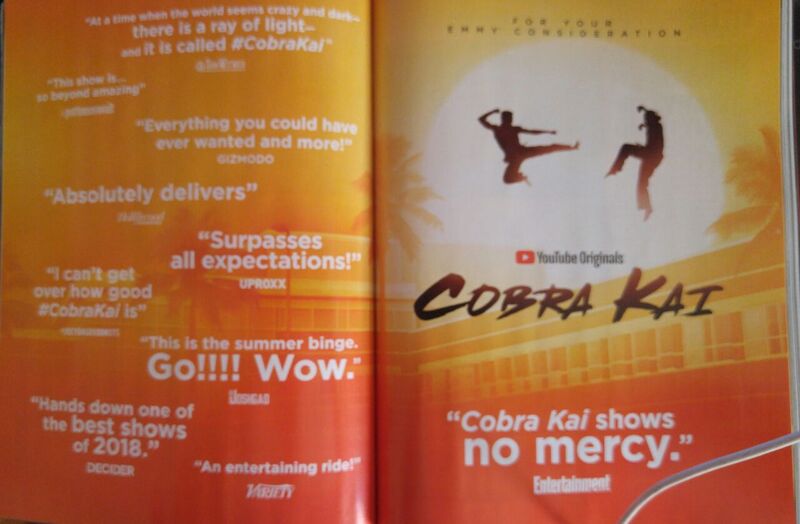 "At a time when the world seems crazy and dark–
there is a ray of light–
and it is called #CobraKai"
"This show is...
so beyond amazing"
"Everything you could have
ever wanted and more!"
GIZMODO
"Absolutely delivers"
Hollywood
"Surpasses
all expectations!"
UPROXX
"I can't get
over how good
#CobraKai is"
"This is the summer binge.
Go!!!! Wow."
"Hands down one of
the best shows
of 2018."
DECIDER
"An entertaining ride!"
VARIETY
FOR YOUR
EMMY CONSIDERATION
YouTube Originals
COBRA KAI
"Cobra Kai shows
no mercy."
Entertainment